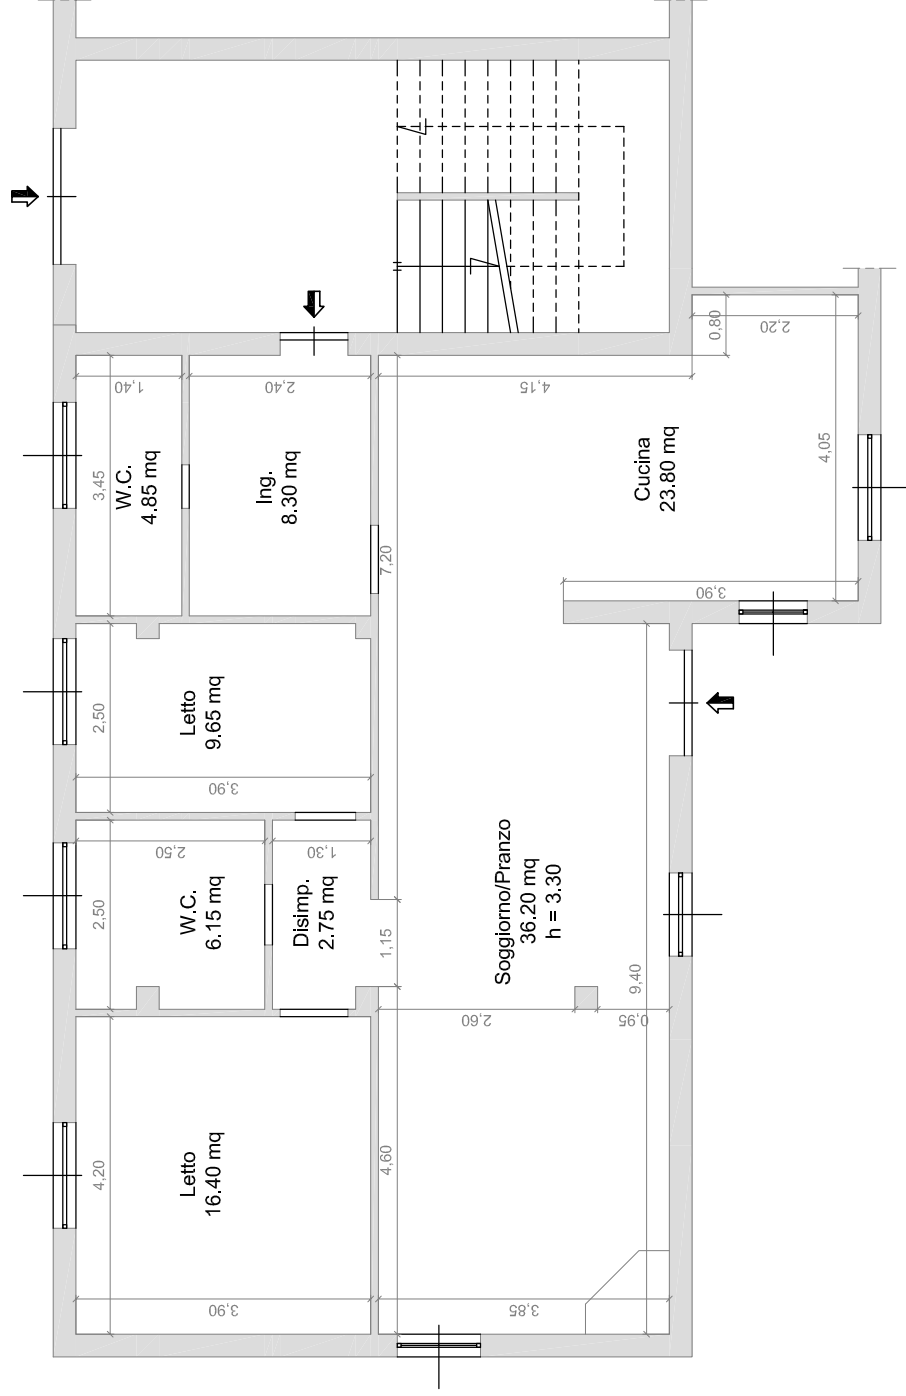 0,80
2,20
1,40
2,40
4,15
W.C.
4.85 mq
3,45
Ing.
8.30 mq
Cucina
23.80 mq
4,05
7,20
3,90
Letto
9.65 mq
2,50
3,90
2,50
1,30
W.C.
6.15 mq
2,50
Disimp.
2.75 mq
1,15
Soggiorno/Pranzo
36.20 mq
h = 3.30
9,40
2,60
0,95
Letto
16.40 mq
4,20
4,60
3,90
3,85